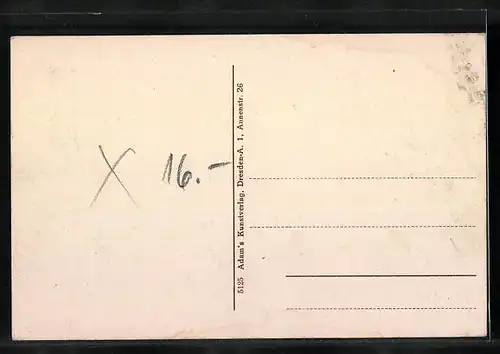 X 16.-
5125 Adam's Kunstverlag, Dresden-A. 1, Annenstr. 26